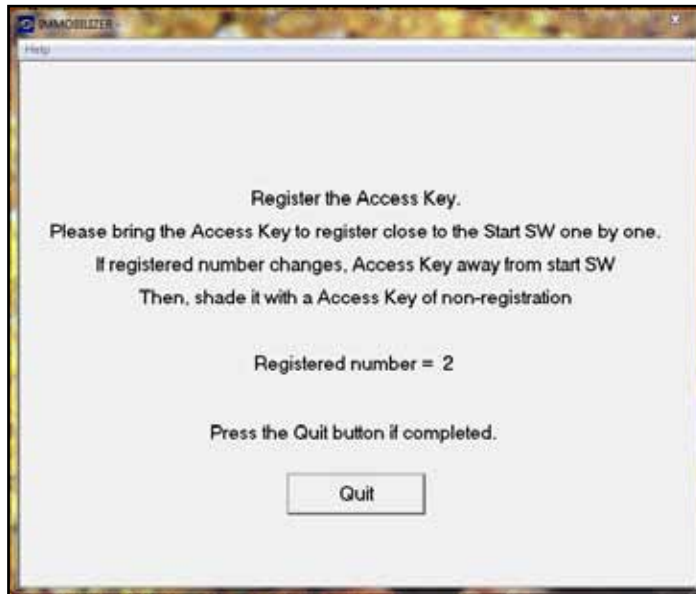 IMMOBILIZER -
Help
Register the Access Key.
Please bring the Access Key to register close to the Start SW one by one.
If registered number changes, Access Key away from start SW
Then, shade it with a Access Key of non-registration
Registered number = 2
Press the Quit button if completed.
Quit